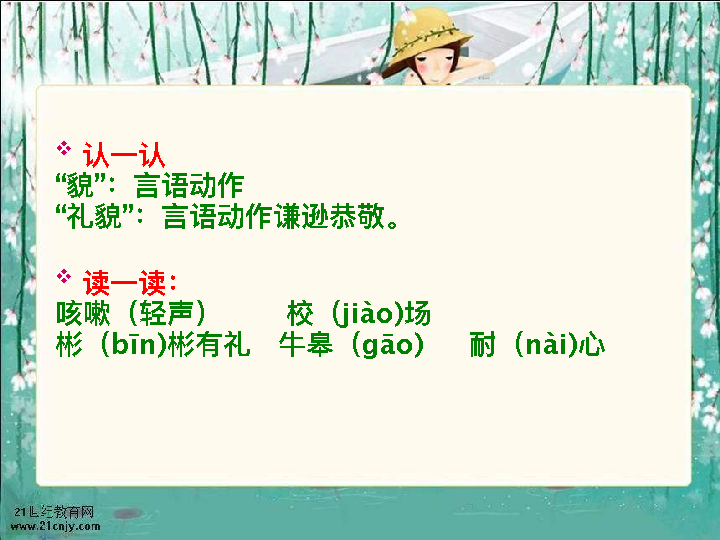 认一认
“貌”：言语动作
“礼貌”：言语动作谦逊恭敬。
读一读：
咳嗽（轻声） 校（jiào)场
彬（bīn)彬有礼 牛皋（gāo） 耐（nài)心
21世纪教育网
www.21cnjy.com